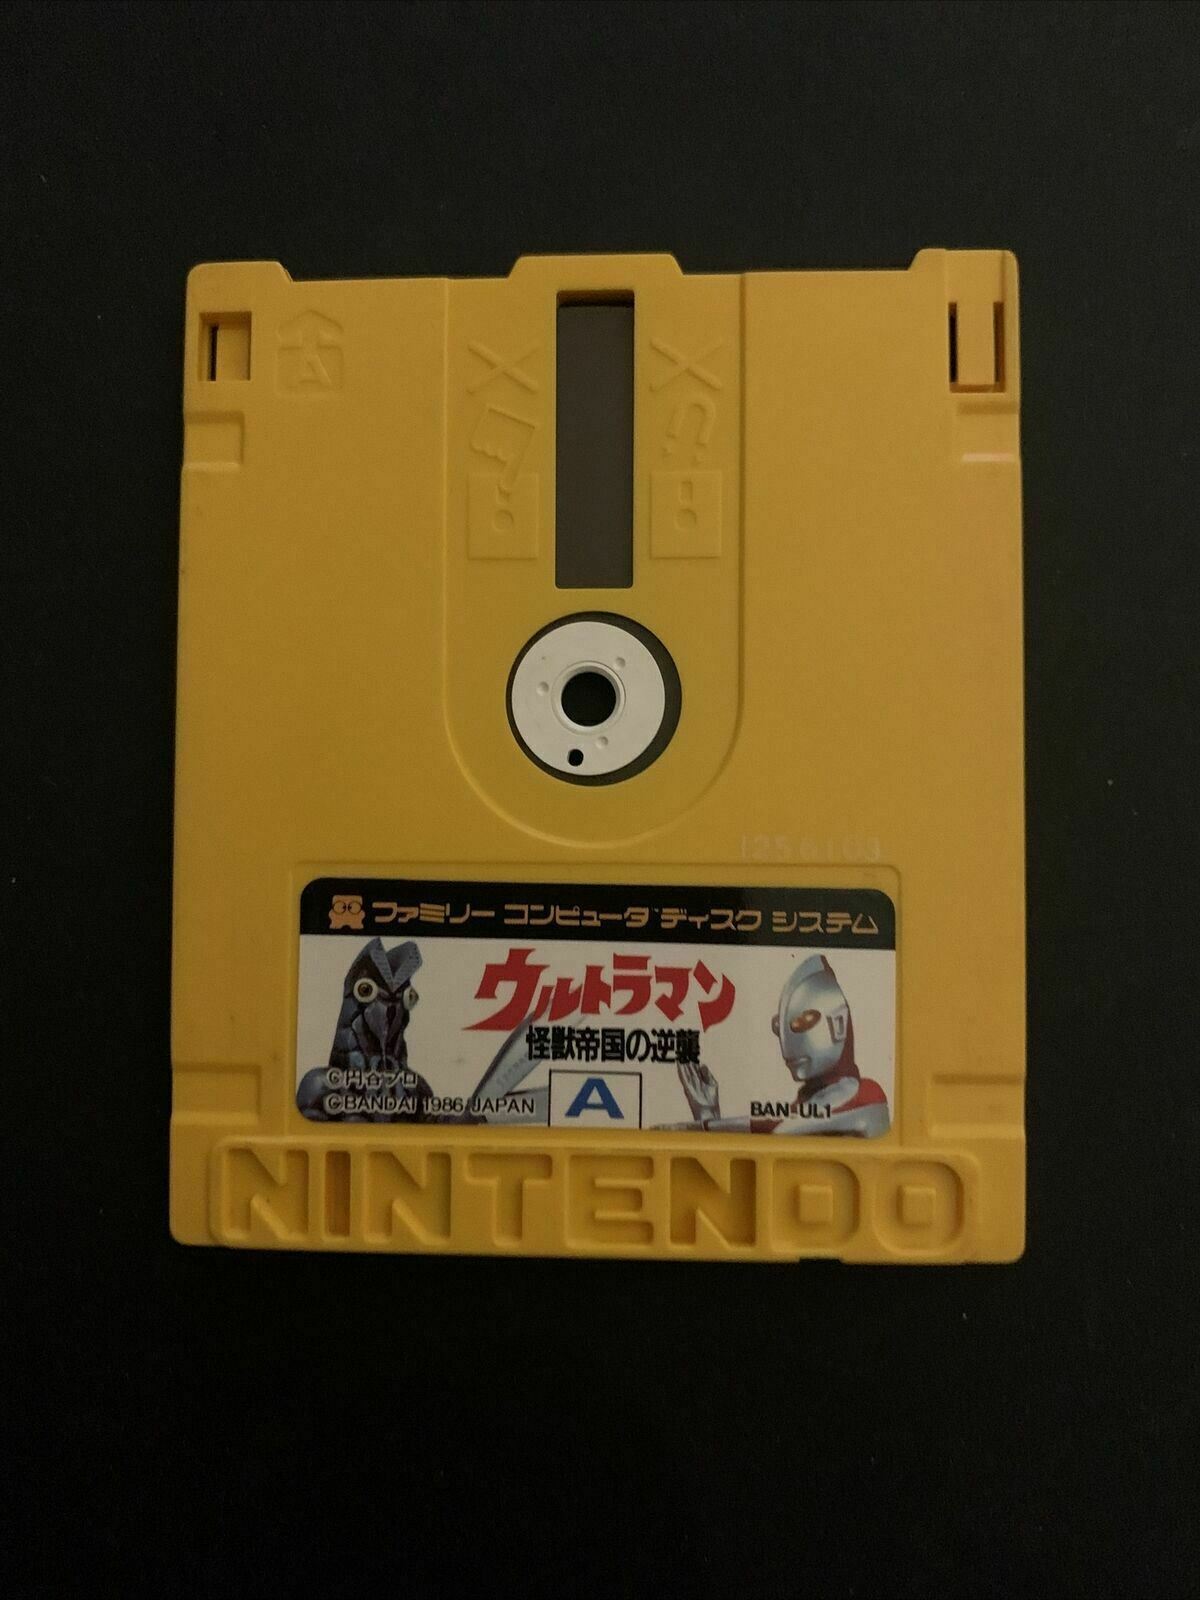 A
1256103
ファミリー コンピュータ ディスク システム
ウルトラマン
怪獣帝国の逆襲
©円谷プロ
©BANDAI 1986 JAPAN
A
BAN-UL1
NINTENDO